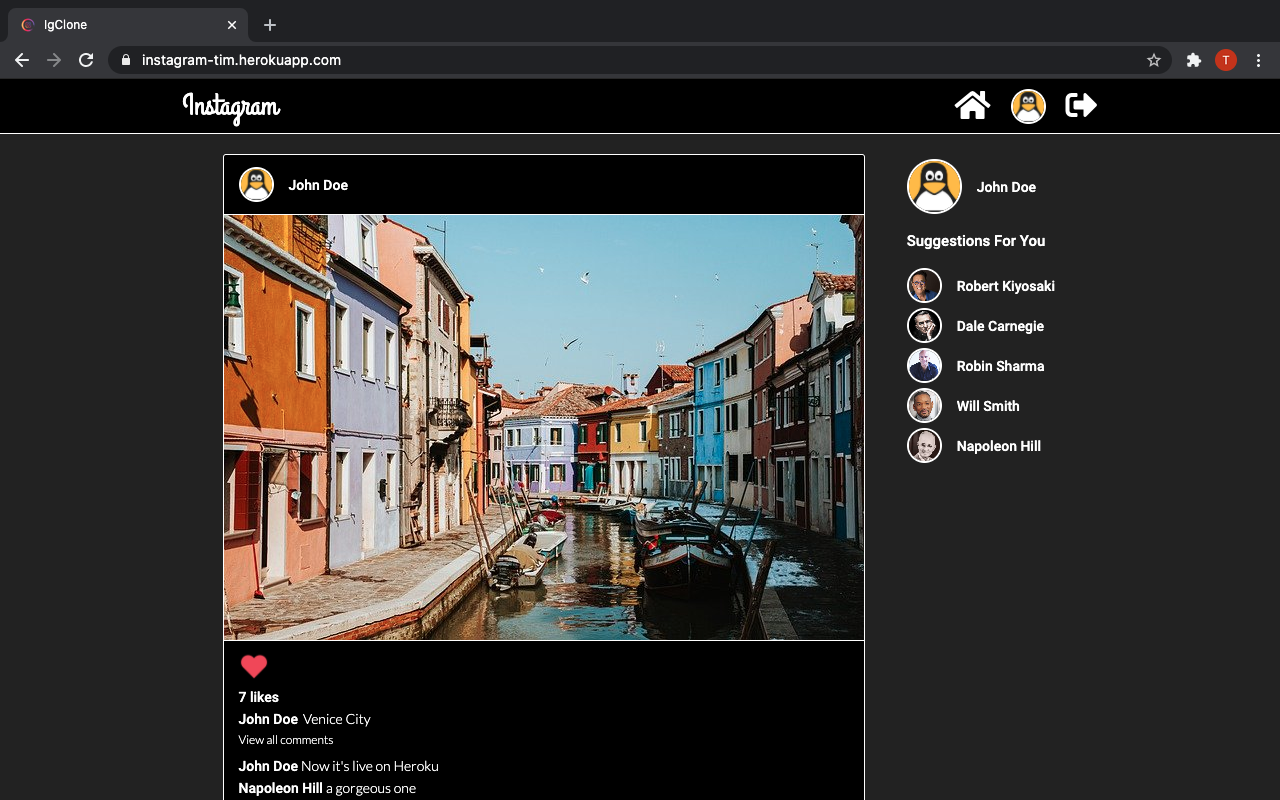 IgClone
instagram-tim.herokuapp.com
T
Instagram
John Doe
John Doe
Suggestions For You
Robert Kiyosaki
Dale Carnegie
Robin Sharma
Will Smith
Napoleon Hill
7 likes
John Doe Venice City
View all comments
John Doe Now it's live on Heroku
Napoleon Hill a gorgeous one